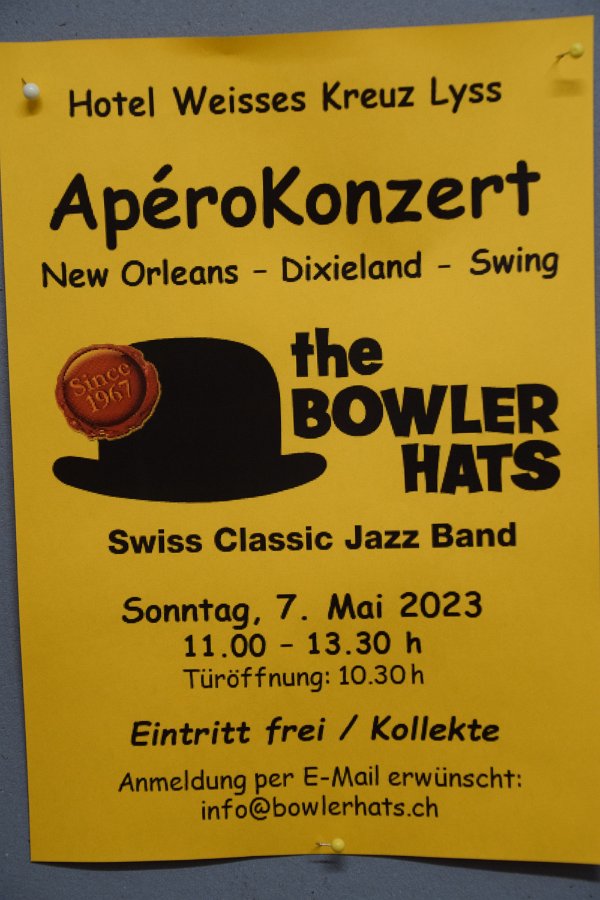 Hotel Weisses Kreuz Lyss
ApéroKonzert
New Orleans – Dixieland – Swing
Since
1967
the
BOWLER
HATS
Swiss Classic Jazz Band
Sonntag, 7. Mai 2023
11.00 – 13.30 h
Türöffnung: 10.30 h
Eintritt frei / Kollekte
Anmeldung per E-Mail erwünscht:
info@bowlerhats.ch